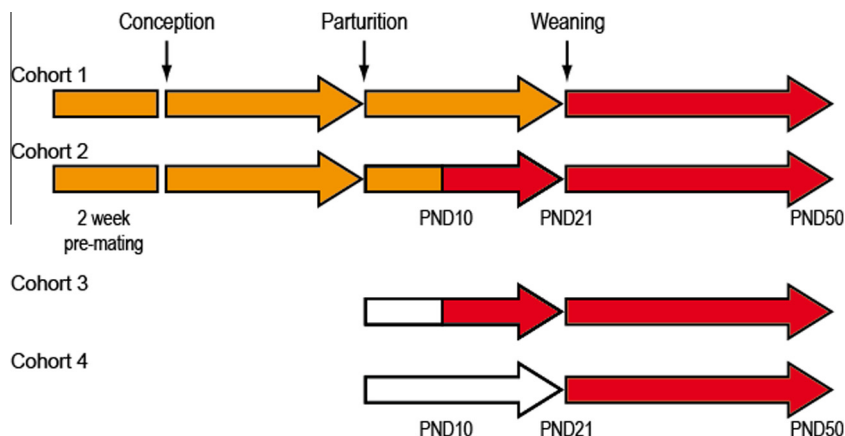 Conception Parturition Weaning
Cohort 1
Cohort 2
2 week
pre-mating
PND10 PND21 PND50
Cohort 3
Cohort 4
PND10 PND21 PND50